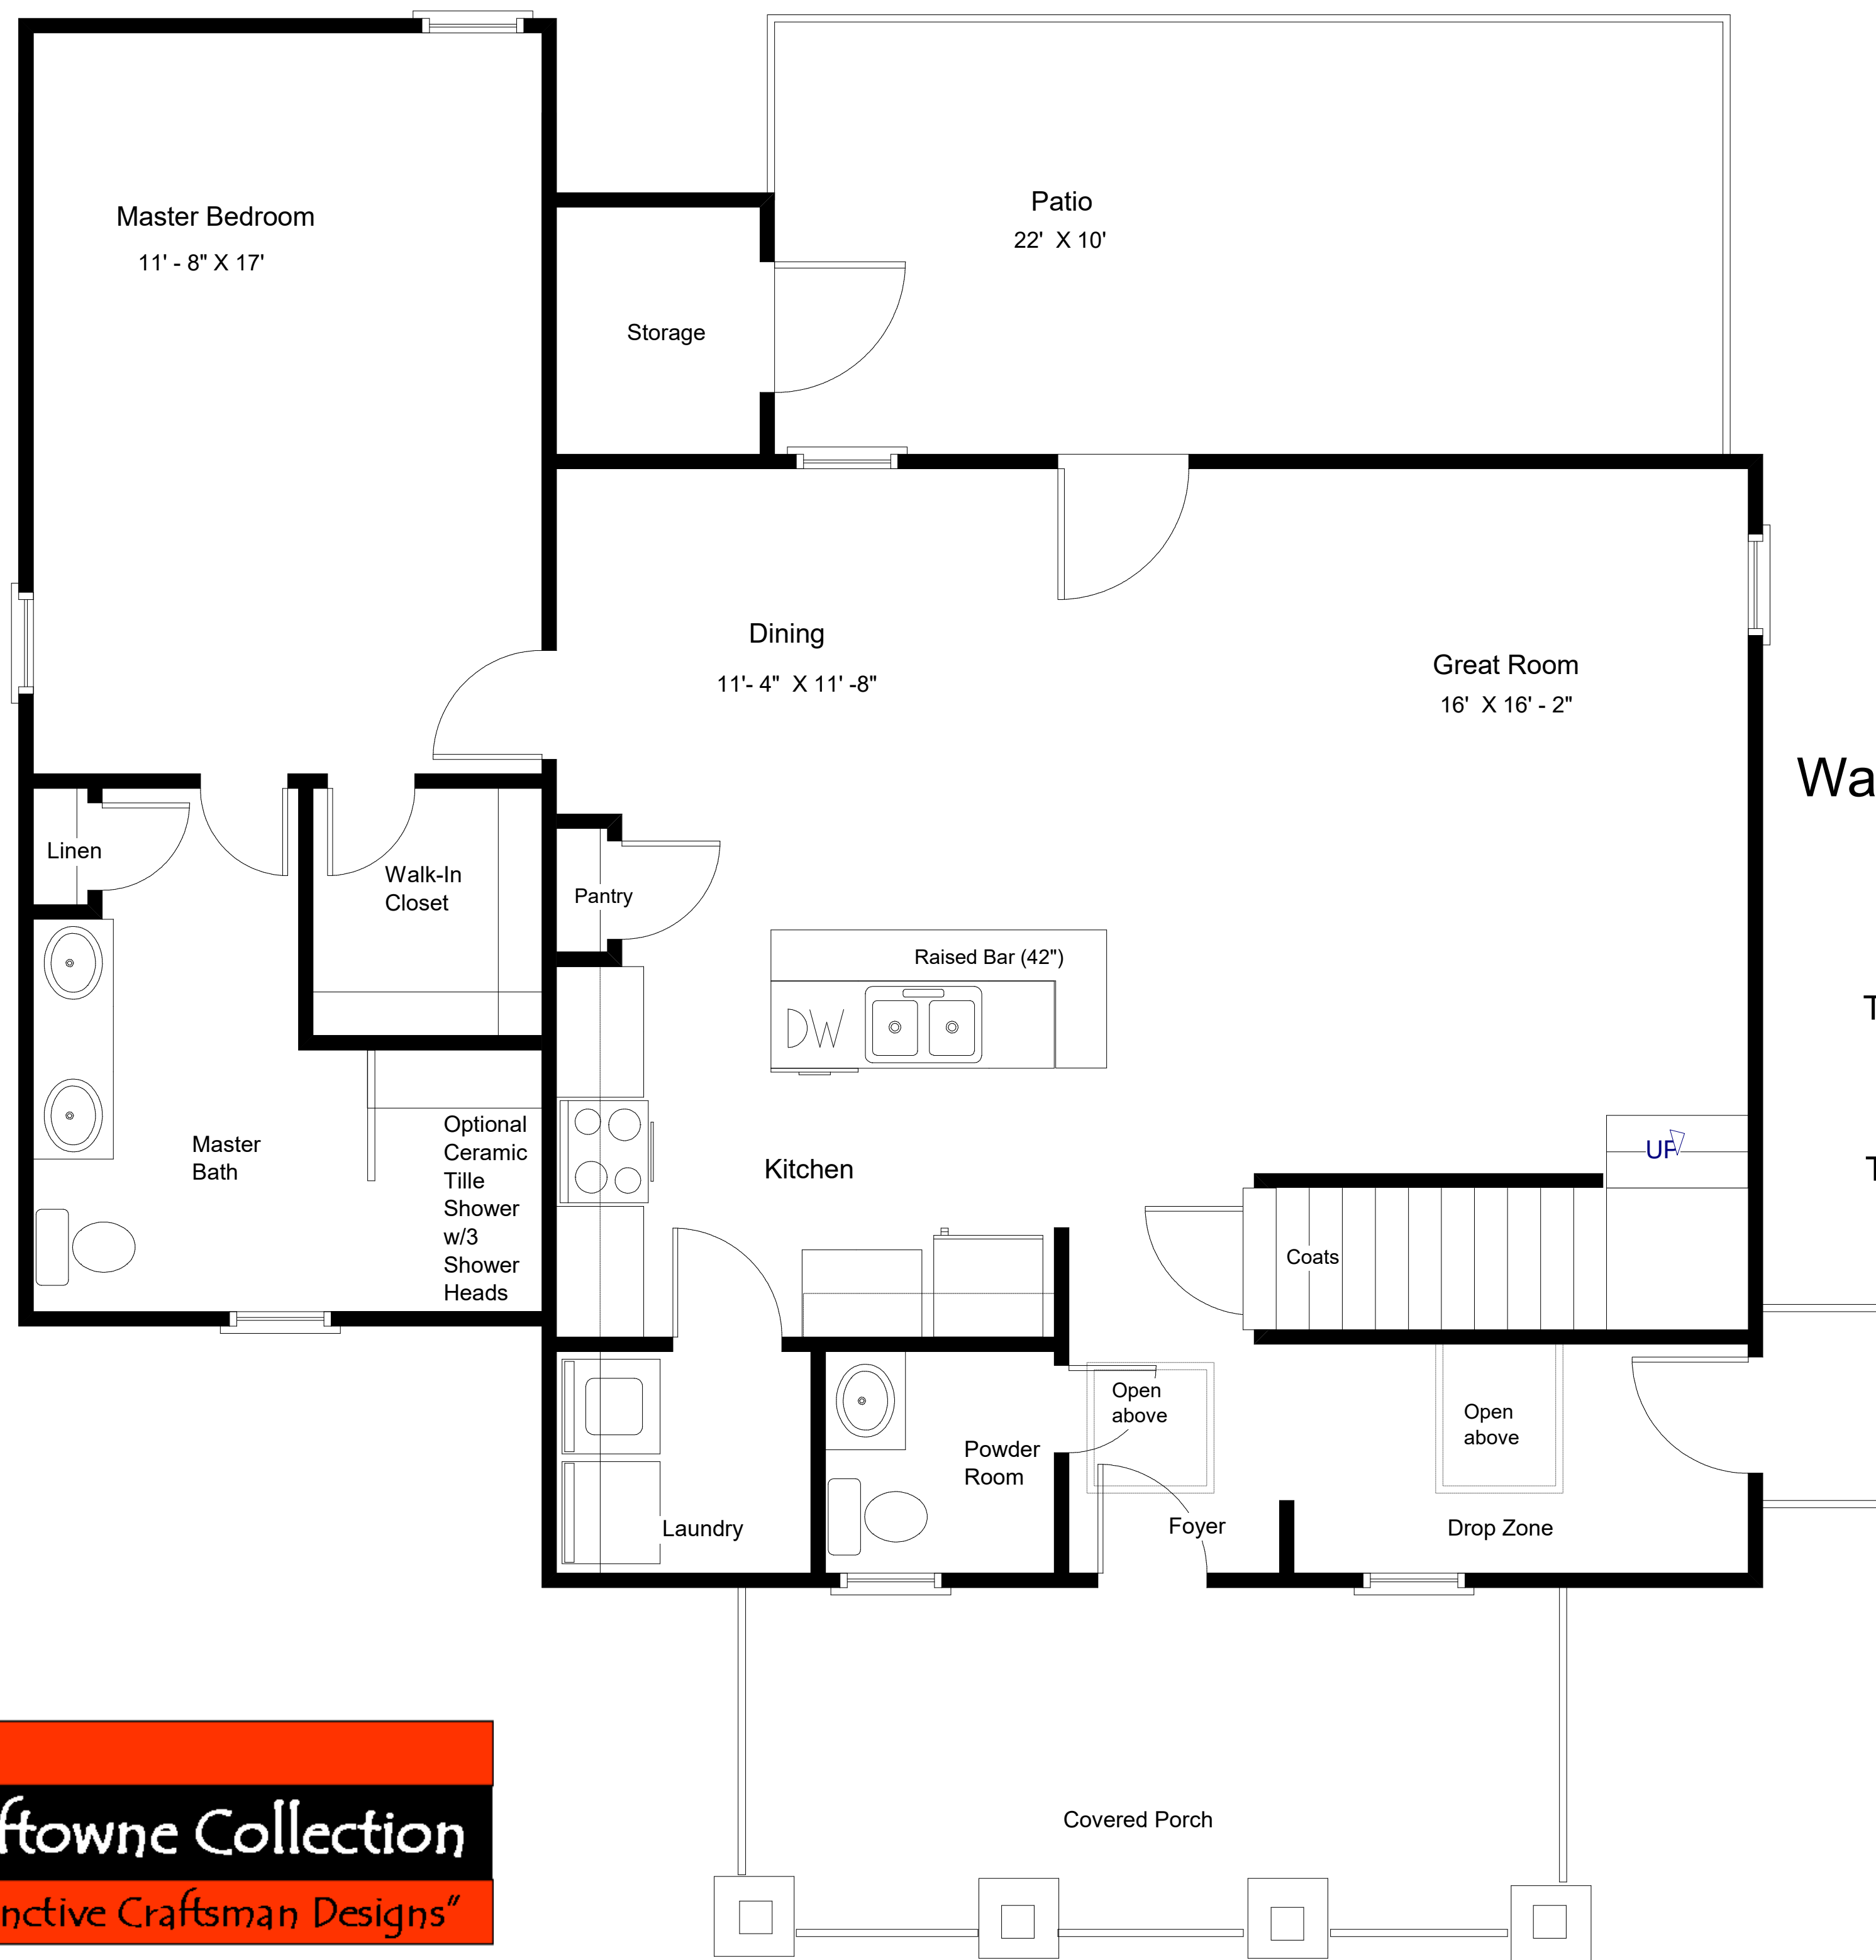 Master Bedroom
11' - 8" X 17'
Patio
22'  X 10'
Storage
Dining
11'- 4"  X 11' -8"
Great Room
16'  X 16' - 2"
Wa
Linen
Walk-In
Closet
Pantry
Raised Bar (42")
DW
T
Master
Bath
Optional
Ceramic
Tille
Shower
w/3
Shower
Heads
Kitchen
UP
T
Coats
Open
above
Open
above
Powder
Room
Laundry
Foyer
Drop Zone
Covered Porch
ftowne Collection
nctive Craftsman Designs"